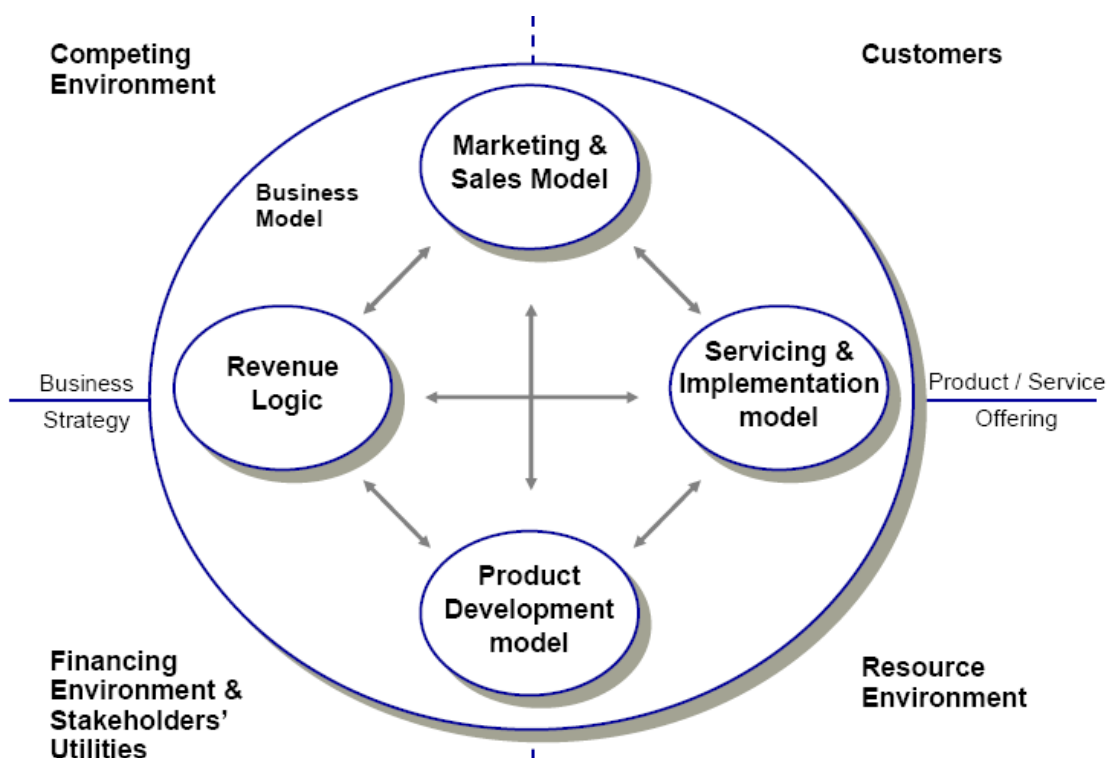 Competing
Environment
Customers
Marketing &
Sales Model
Business
Model
Revenue
Logic
Servicing &
Implementation
model
Business
Strategy
Product / Service
Offering
Product
Development
model
Financing
Environment &
Stakeholders’
Utilities
Resource
Environment